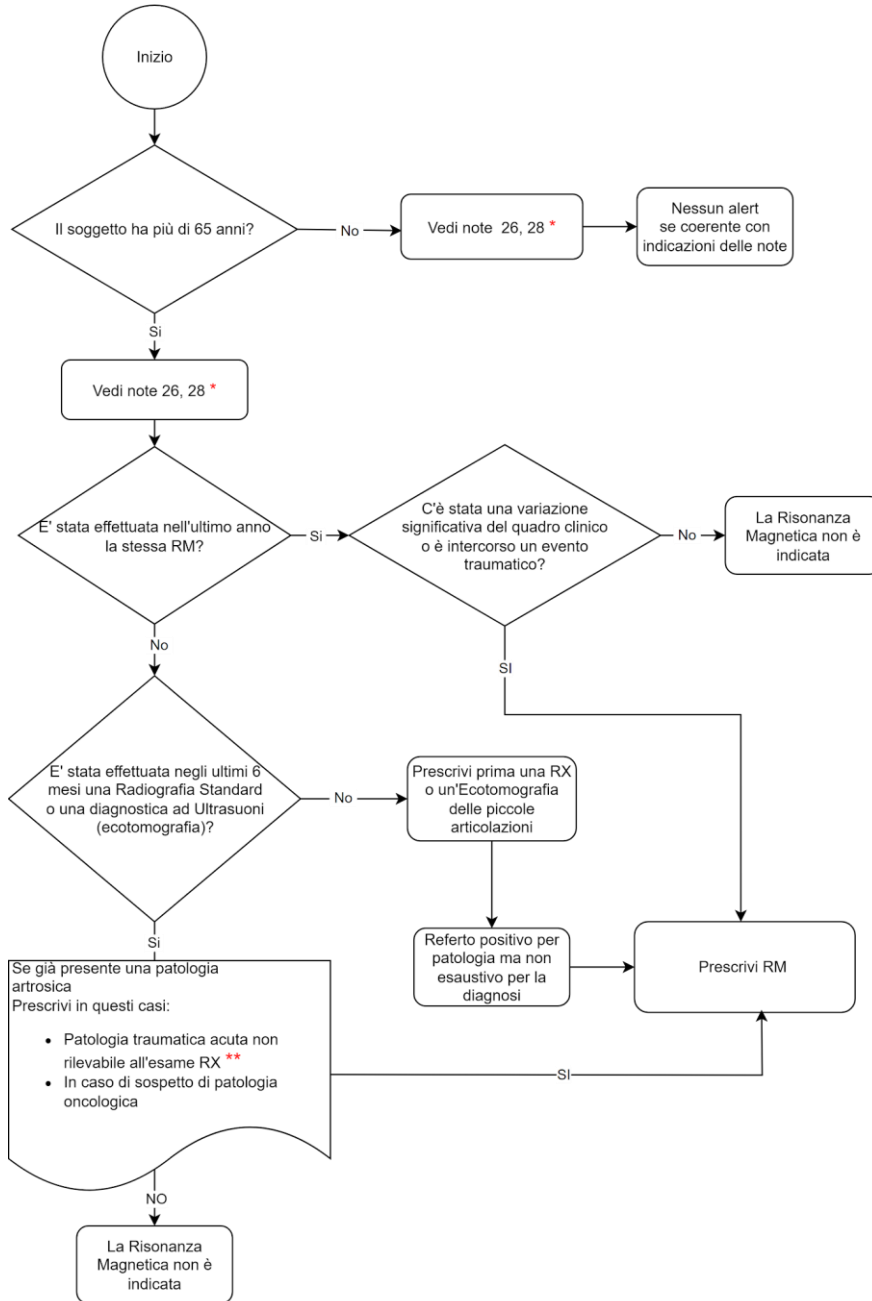 Inizio
Il soggetto ha più di 65 anni?
No
Vedi note 26, 28 *
Nessun alert
se coerente con
indicazioni delle note
Si
Vedi note 26, 28 *
E' stata effettuata nell'ultimo anno
la stessa RM?
Si
C'è stata una variazione
significativa del quadro clinico
o è intercorso un evento
traumatico?
No
La Risonanza
Magnetica non è
indicata
No
SI
E' stata effettuata negli ultimi 6
mesi una Radiografia Standard
o una diagnostica ad Ultrasuoni
(ecotomografia)?
No
Prescrivi prima una RX
o un'Ecotomografia
delle piccole
articolazioni
Referto positivo per
patologia ma non
esaustivo per la
diagnosi
Prescrivi RM
Si
Se già presente una patologia
artrosica
Prescrivi in questi casi:
• Patologia traumatica acuta non
rilevabile all'esame RX **
• In caso di sospetto di patologia
oncologica
SI
NO
La Risonanza
Magnetica non è
indicata